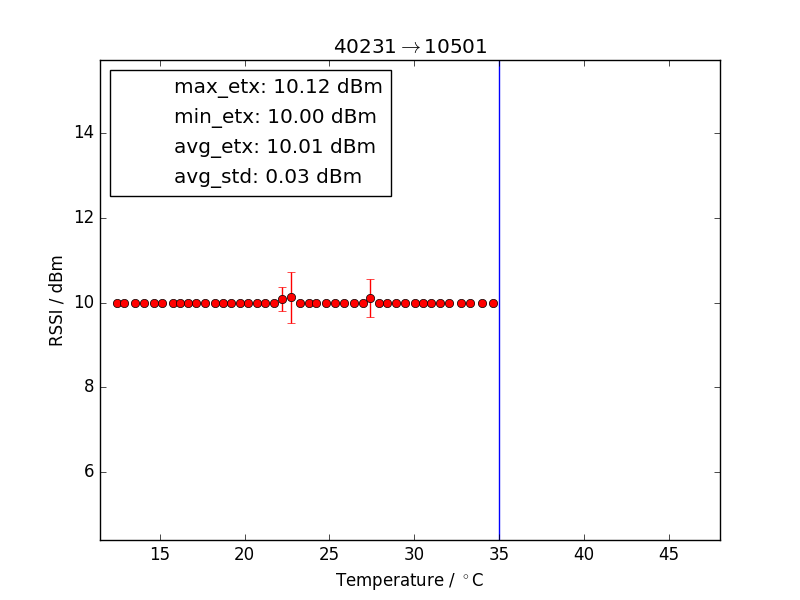 40231→10501
max_etx: 10.12 dBm
min_etx: 10.00 dBm
avg_etx: 10.01 dBm
avg_std: 0.03 dBm
RSSI / dBm
14
12
10
8
6
15 20 25 30 35 40 45
Temperature / °C